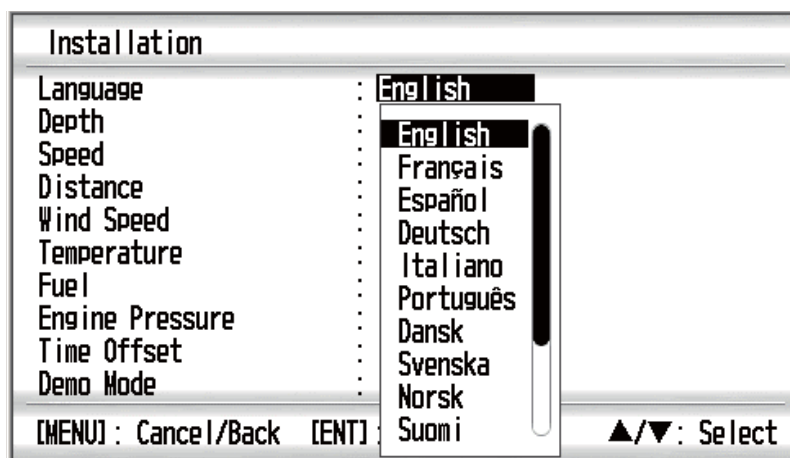 Installation
Language : English
Depth :
Speed :
Distance :
Wind Speed :
Temperature :
Fuel :
Engine Pressure :
Time Offset :
Demo Mode :
English
Français
Español
Deutsch
Italiano
Português
Dansk
Svenska
Norsk
Suomi
[MENU] : Cancel/Back [ENT] : ▲/▼ : Select